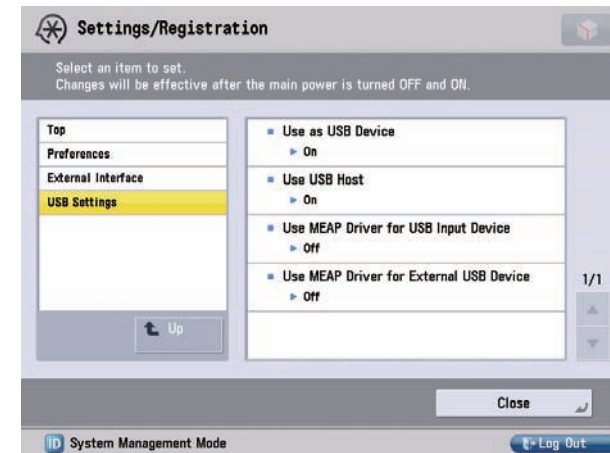 Settings/Registration
Select an item to set.
Changes will be effective after the main power is turned OFF and ON.
Top
Preferences
External Interface
USB Settings
Up
Use as USB Device
On
Use USB Host
On
Use MEAP Driver for USB Input Device
Off
Use MEAP Driver for External USB Device
Off
1/1
Close
ID System Management Mode
Log Out